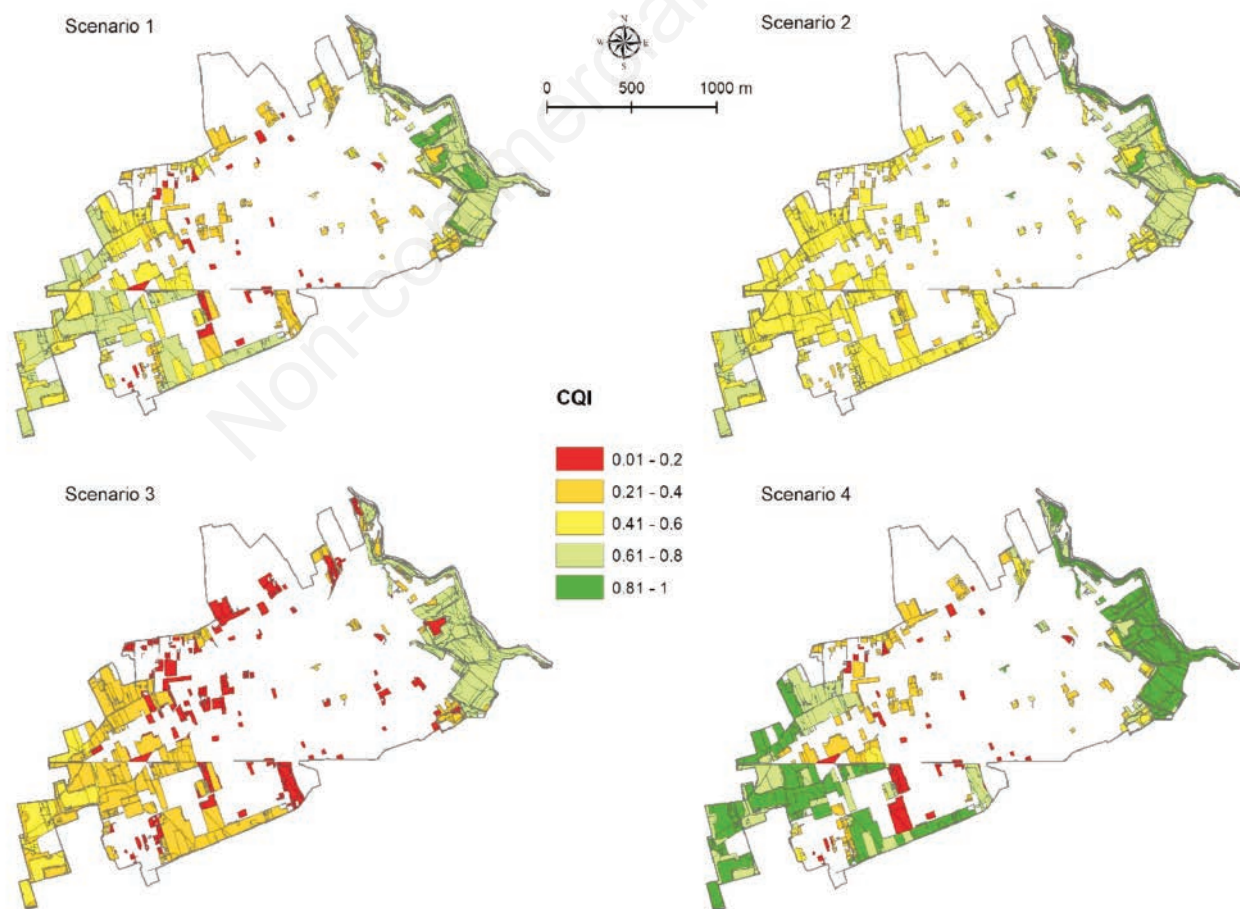 Scenario 1
Scenario 2
N
W E
S
0 500 1000 m
CQI
0.01 - 0.2
0.21 - 0.4
0.41 - 0.6
0.61 - 0.8
0.81 - 1
Scenario 3
Scenario 4
Non-commercial